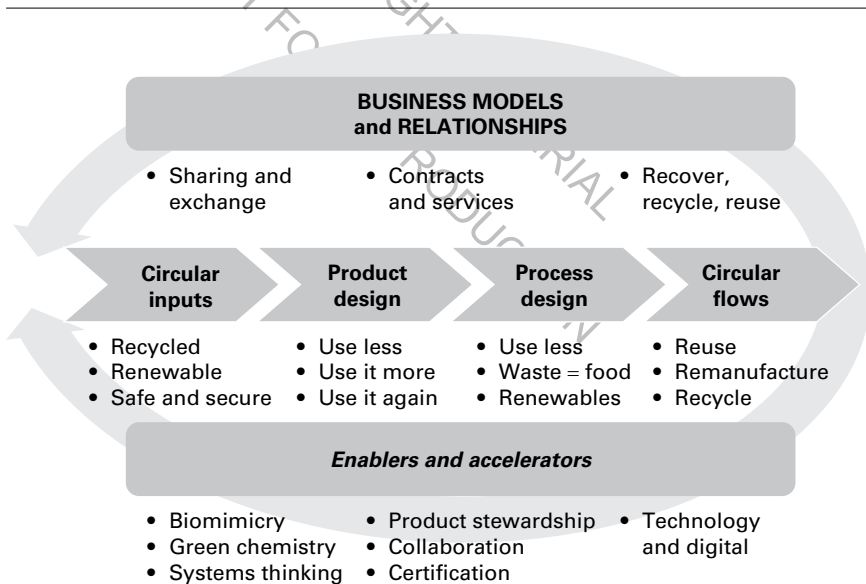 BUSINESS MODELS
and RELATIONSHIPS
• Sharing and
exchange
• Contracts
and services
• Recover,
recycle, reuse
Circular
inputs
Product
design
Process
design
Circular
flows
• Recycled
• Renewable
• Safe and secure
• Use less
• Use it more
• Use it again
• Use less
• Waste = food
• Renewables
• Reuse
• Remanufacture
• Recycle
Enablers and accelerators
• Biomimicry
• Green chemistry
• Systems thinking
• Product stewardship
• Collaboration
• Certification
• Technology
and digital